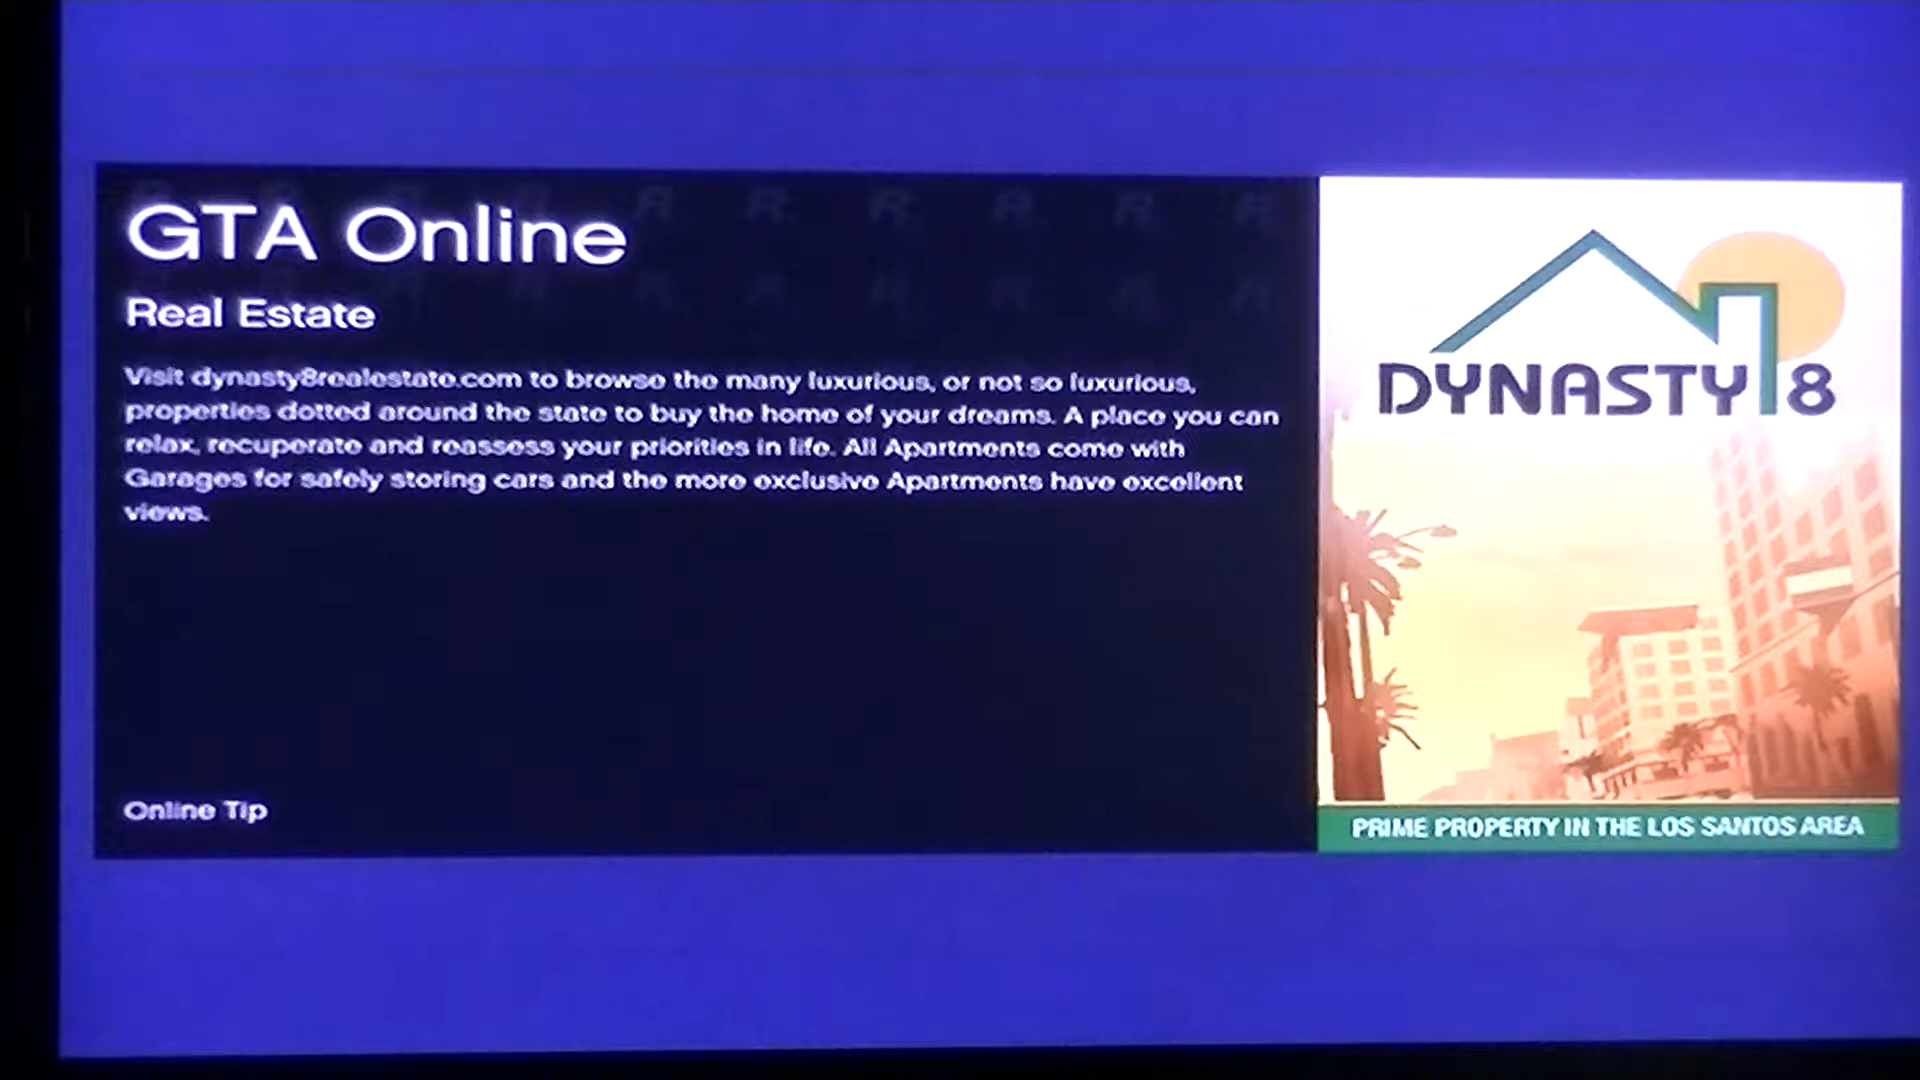 GTA Online
Real Estate
Visit dynasty8realestate.com to browse the many luxurious, or not so luxurious,
properties dotted around the state to buy the home of your dreams. A place you can
relax, recuperate and reassess your priorities in life. All Apartments come with
Garages for safely storing cars and the more exclusive Apartments have excellent
views.
Online Tip
DYNASTY 8
PRIME PROPERTY IN THE LOS SANTOS AREA